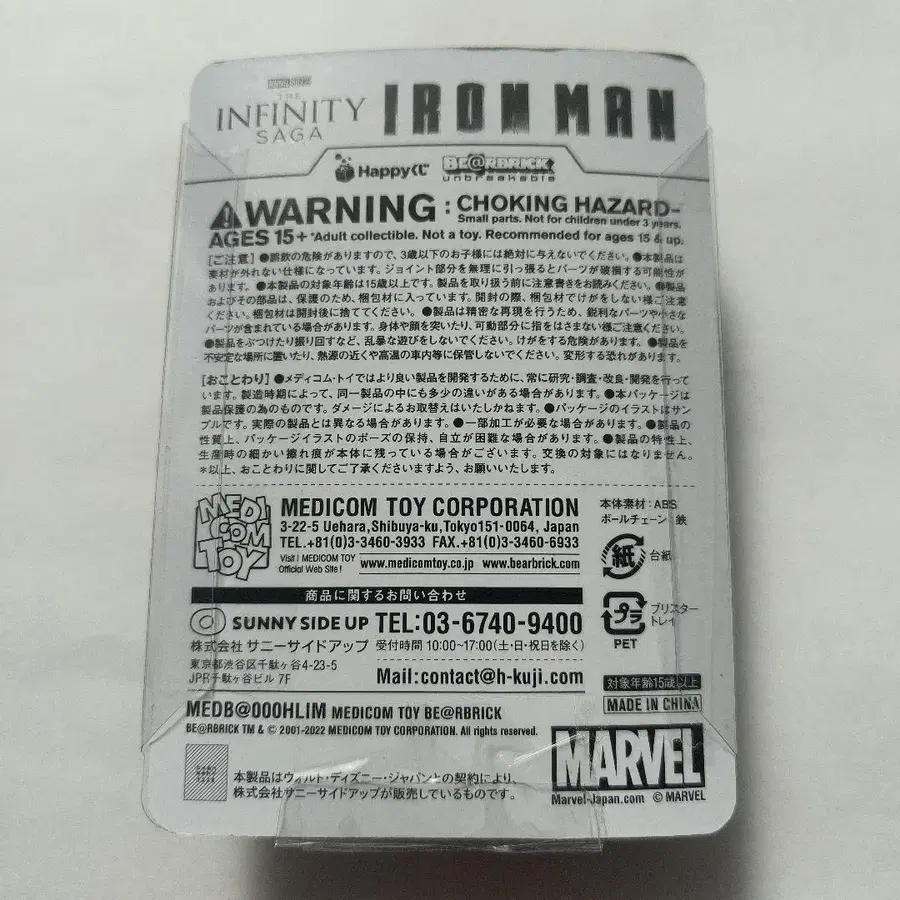 MARVEL STUDIOS
THE
INFINITY
SAGA
IRON MAN
Happyくじ
BE@RBRICK
unbreakable
WARNING : CHOKING HAZARD-
Small parts. Not for children under 3 years.
AGES 15+ *Adult collectible. Not a toy. Recommended for ages 15 & up.
[ご注意] ●誤飲の危険がありますので、3歳以下のお子様には絶対に与えないでください。●本製品は
素材が外れない仕様になっています。ジョイント部分を無理に引っ張るとパーツが破損する可能性が
あります。●本製品の対象年齢は15歳以上です。製品を取り扱う前に注意書きをお読みください。●製品
およびその部品は、保護のため、梱包材に入っています。開封の際、梱包材でけがをしない様ご注意
ください。梱包材は開封後に捨ててください。●製品は精密な再現を行うため、鋭利なパーツや小さな
パーツが含まれている場合があります。身体や顔を突いたり、可動部分に指をはさまない様ご注意ください。
●製品をぶつけたり振り回すなど、乱暴な遊びをしないでください。けがをする危険があります。●製品を
不安定な場所に置いたり、熱源の近くや高温の車内等に保管しないでください。変形する恐れがあります。
[おことわり] ●メディコム・トイではより良い製品を開発するために、常に研究・調査・改良・開発を行って
います。製造時期によって、同一製品の中にも多少の違いがある場合があります。●本パッケージは
製品保護の為のものです。ダメージによるお取替えはいたしかねます。●パッケージのイラストはサン
プルです。実際の製品とは異なる場合があります。●一部加工が必要な場合があります。●製品の
性質上、パッケージイラストのポーズの保持、自立が困難な場合があります。●製品の特性上、
生産時の細かい擦れ痕が本体に残っている場合がございます。交換の対象にはなりません。
*以上、おことわりに関してご了承くださいますよう、お願いいたします。
MEDI
COM
TOY
MEDICOM TOY CORPORATION
3-22-5 Uehara,Shibuya-ku,Tokyo151-0064, Japan
TEL.+81(0)3-3460-3933 FAX.+81(0)3-3460-6933
Visit ! MEDICOM TOY
Official Web Site !
www.medicomtoy.co.jp www.bearbrick.com
本体素材：ABS
ボールチェーン：鉄
紙 台紙
プラ ブリスター
トレイ
PET
商品に関するお問い合わせ
SUNNY SIDE UP TEL:03-6740-9400
株式会社 サニーサイドアップ 受付時間 10:00~17:00(土・日・祝日を除く)
東京都渋谷区千駄ヶ谷4-23-5
JPR千駄ヶ谷ビル 7F
Mail:contact@h-kuji.com
対象年齢15歳以上
MADE IN CHINA
MEDB@000HLIM MEDICOM TOY BE@RBRICK
BE@RBRICK TM & © 2001-2022 MEDICOM TOY CORPORATION. All rights reserved.
本製品はウォルト・ディズニー・ジャパンとの契約により、
株式会社サニーサイドアップが販売しているものです。
MARVEL
Marvel-Japan.com © MARVEL